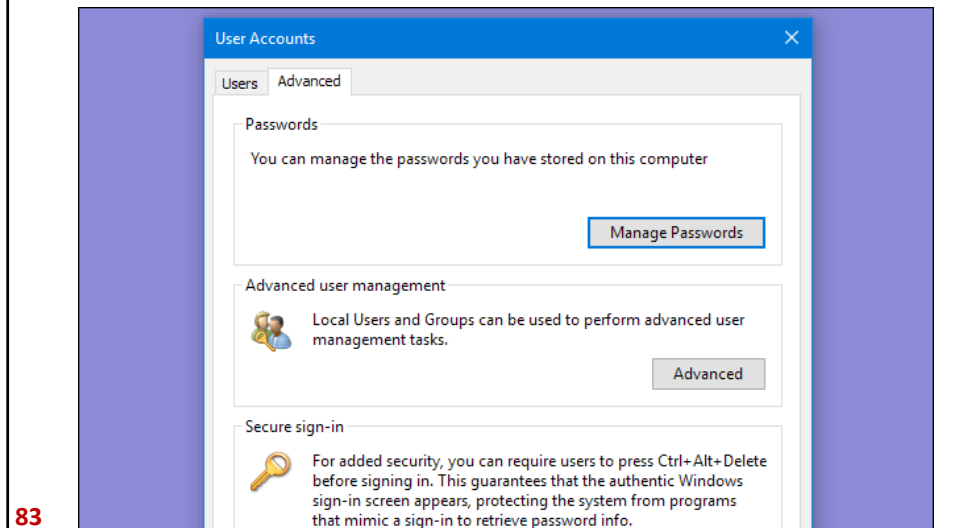 User Accounts
Users Advanced
Passwords
You can manage the passwords you have stored on this computer
Manage Passwords
Advanced user management
Local Users and Groups can be used to perform advanced user
management tasks.
Advanced
Secure sign-in
For added security, you can require users to press Ctrl+Alt+Delete
before signing in. This guarantees that the authentic Windows
sign-in screen appears, protecting the system from programs
that mimic a sign-in to retrieve password info.
83